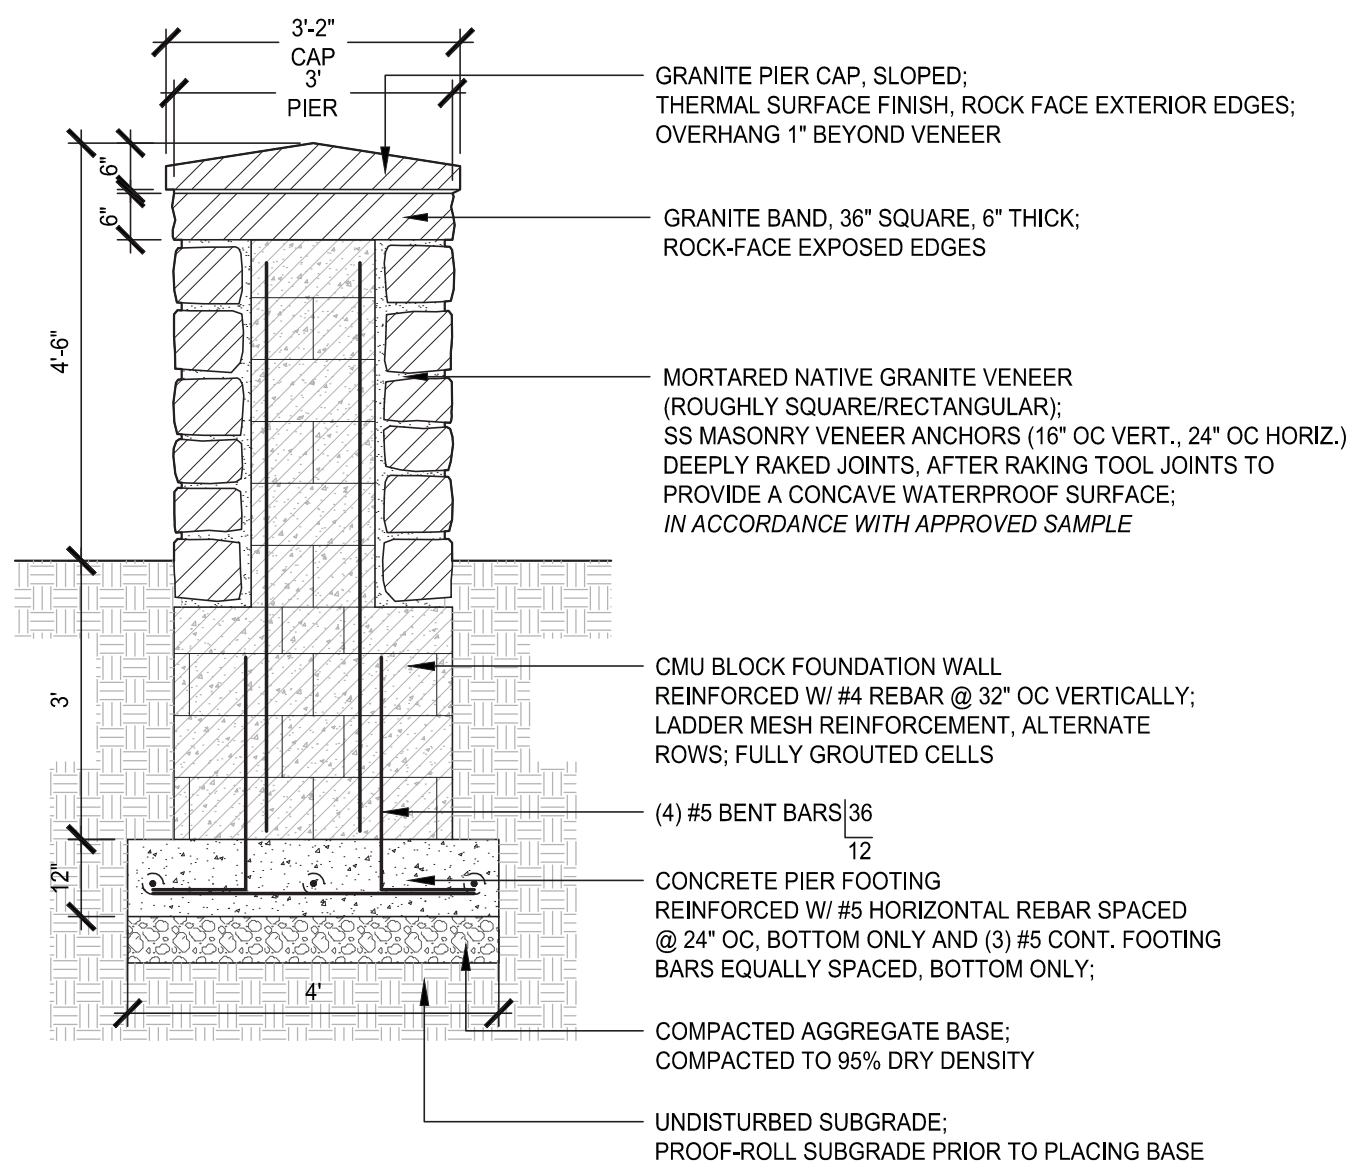 3'-2"
CAP
3'
PIER
6"
6"
4'-6"
3'
12"
4'
GRANITE PIER CAP, SLOPED;
THERMAL SURFACE FINISH, ROCK FACE EXTERIOR EDGES;
OVERHANG 1" BEYOND VENEER
GRANITE BAND, 36" SQUARE, 6" THICK;
ROCK-FACE EXPOSED EDGES
MORTARED NATIVE GRANITE VENEER
(ROUGHLY SQUARE/RECTANGULAR);
SS MASONRY VENEER ANCHORS (16" OC VERT., 24" OC HORIZ.)
DEEPLY RAKED JOINTS, AFTER RAKING TOOL JOINTS TO
PROVIDE A CONCAVE WATERPROOF SURFACE;
IN ACCORDANCE WITH APPROVED SAMPLE
CMU BLOCK FOUNDATION WALL
REINFORCED W/ #4 REBAR @ 32" OC VERTICALLY;
LADDER MESH REINFORCEMENT, ALTERNATE
ROWS; FULLY GROUTED CELLS
(4) #5 BENT BARS 36
12
CONCRETE PIER FOOTING
REINFORCED W/ #5 HORIZONTAL REBAR SPACED
@ 24" OC, BOTTOM ONLY AND (3) #5 CONT. FOOTING
BARS EQUALLY SPACED, BOTTOM ONLY;
COMPACTED AGGREGATE BASE;
COMPACTED TO 95% DRY DENSITY
UNDISTURBED SUBGRADE;
PROOF-ROLL SUBGRADE PRIOR TO PLACING BASE